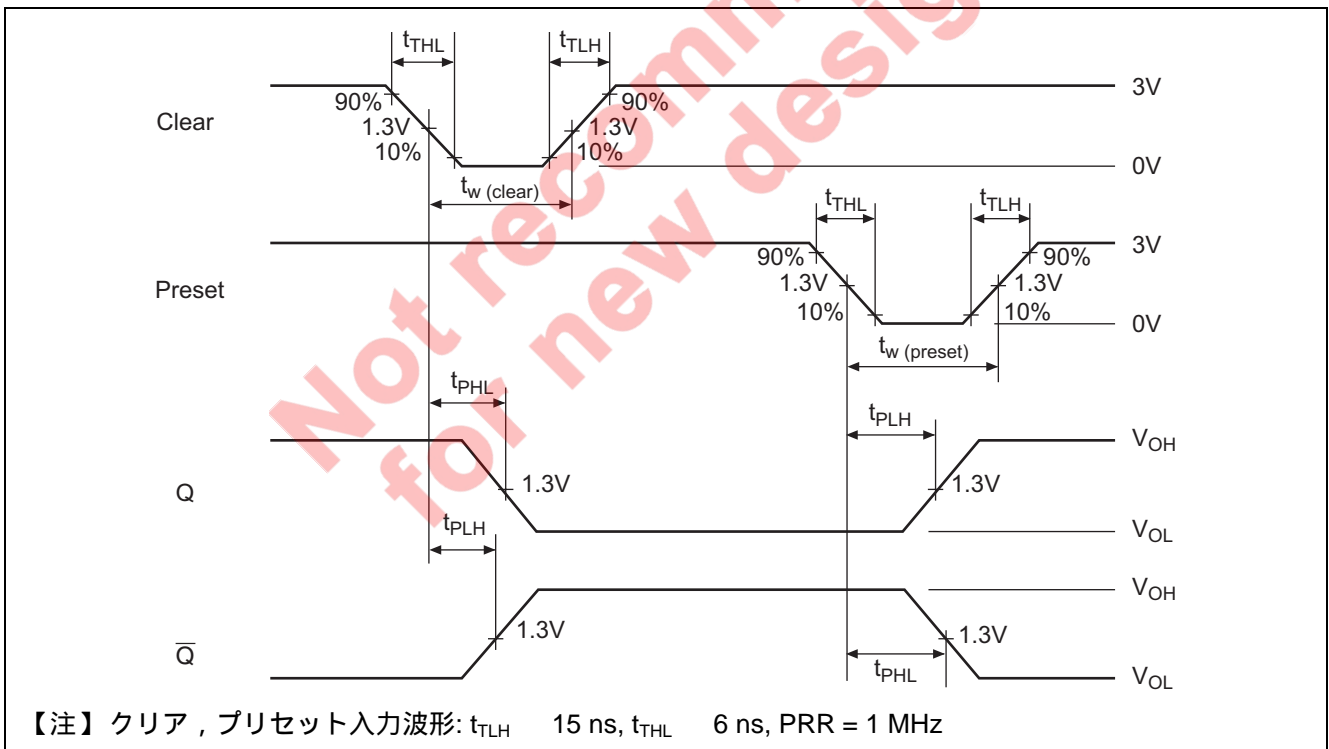 Not recommended
for new design
tTHL tTLH
Clear
90% 90%
1.3V 1.3V
10% 10%
3V
0V
tw (clear)
tTHL tTLH
Preset
90% 90%
1.3V 1.3V
10% 10%
3V
0V
tw (preset)
tPHL
tPLH
Q
1.3V 1.3V
VOH
VOL
tPLH
Q̅
1.3V 1.3V
VOH
tPHL
VOL
【注】クリア , プリセット入力波形: tTLH 15 ns, tTHL 6 ns, PRR = 1 MHz